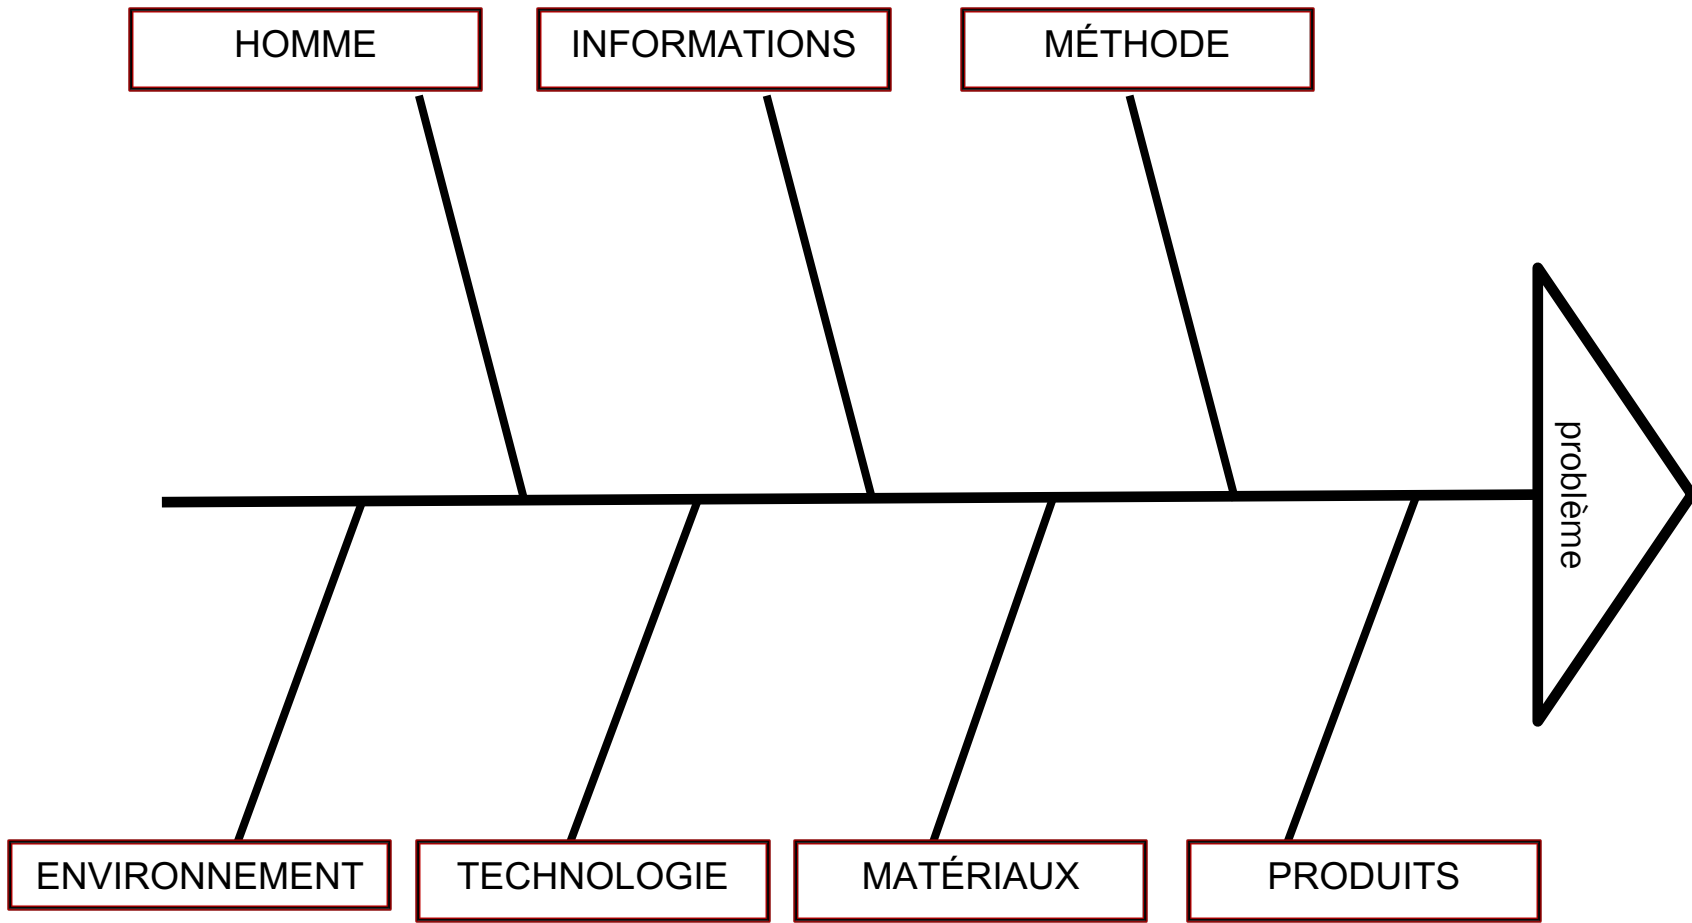 HOMME
INFORMATIONS
MÉTHODE
problème
ENVIRONNEMENT
TECHNOLOGIE
MATÉRIAUX
PRODUITS